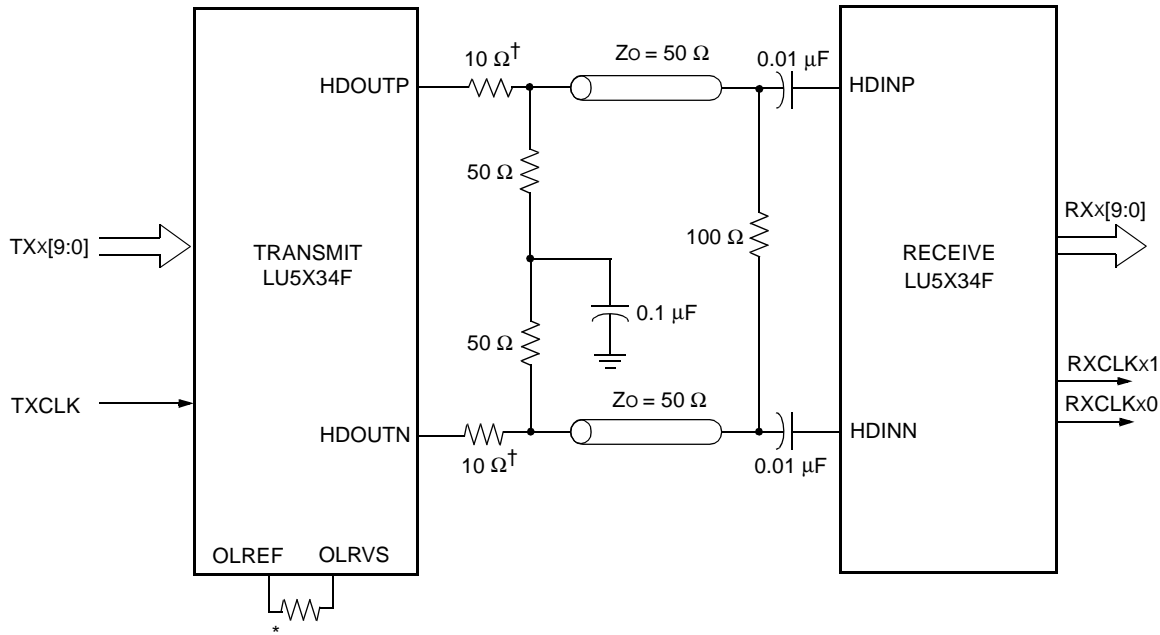 10 Ω†
Zo = 50 Ω
0.01 μF
HDOUTP
HDINP
50 Ω
TXx[9:0]
TRANSMIT
LU5X34F
100 Ω
RECEIVE
LU5X34F
RXx[9:0]
0.1 μF
50 Ω
RXCLKx1
TXCLK
Zo = 50 Ω
RXCLKx0
HDOUTN
HDINN
10 Ω†
0.01 μF
OLREF
OLRVS
*